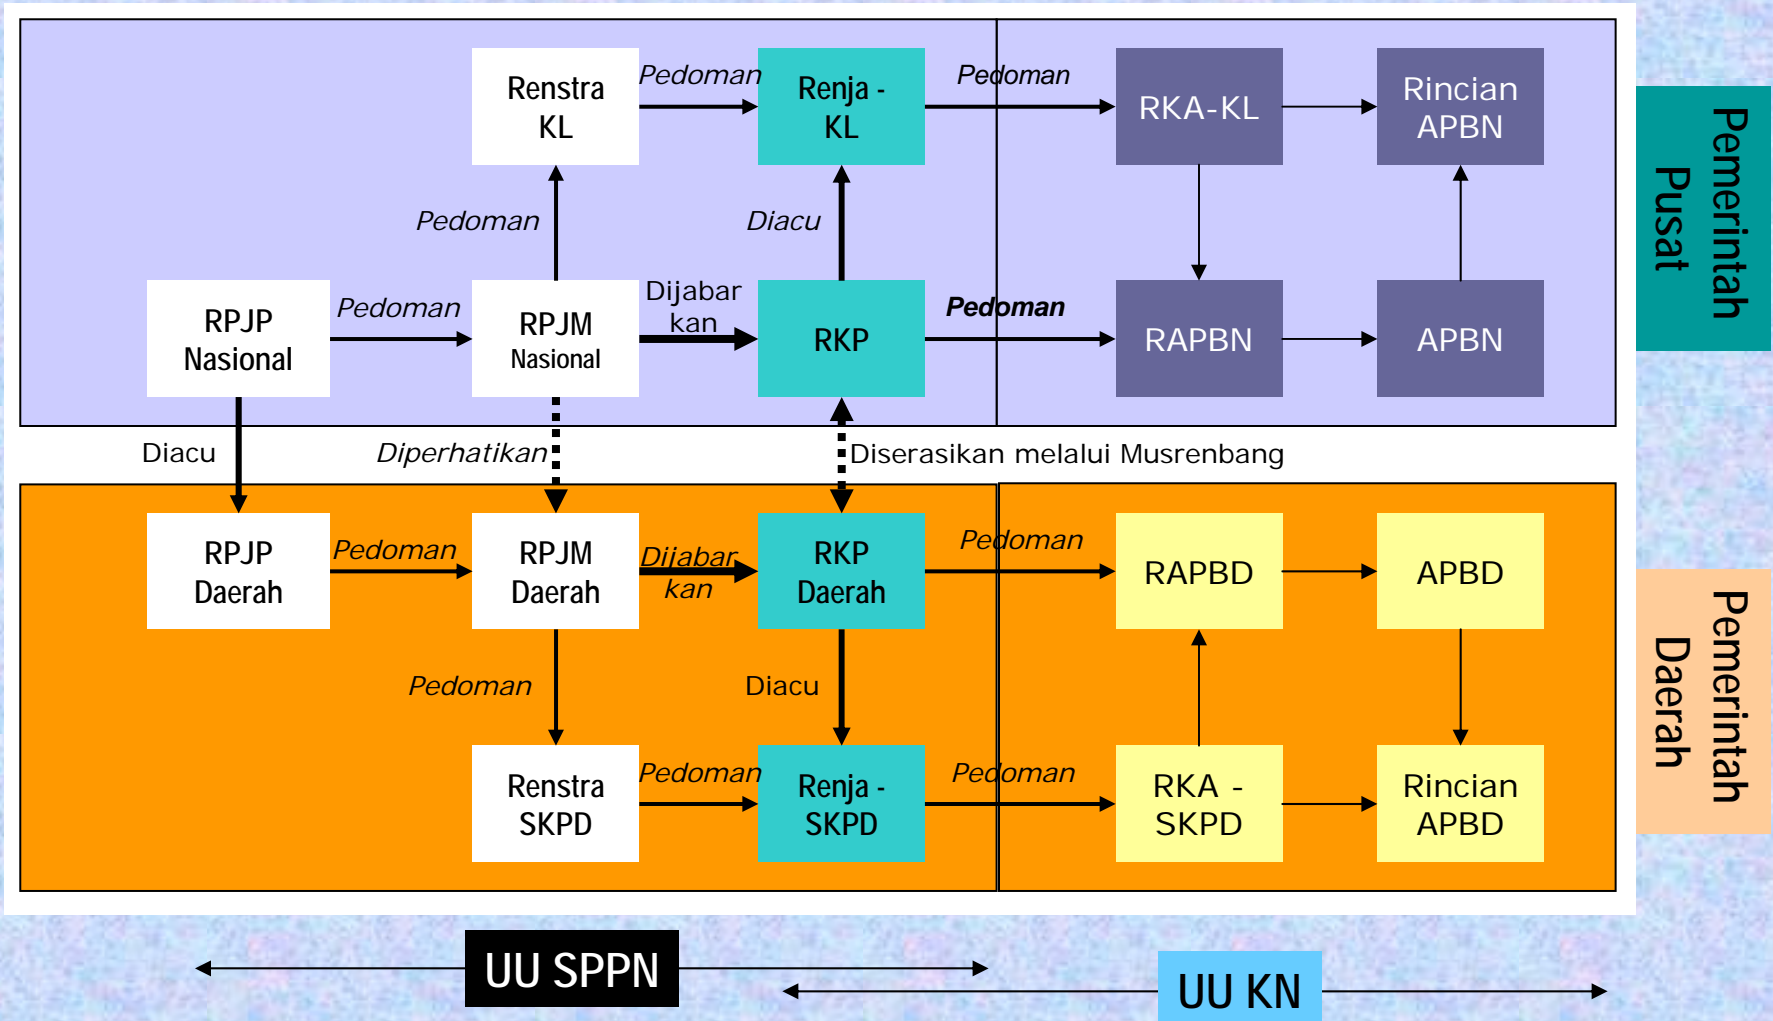 Renstra
KL
Pedoman
Renja -
KL
Pedoman
RKA-KL
Rincian
APBN
Pemerintah
Pusat
Pedoman
Diacu
RPJP
Nasional
Pedoman
RPJM
Nasional
Dijabar
kan
RKP
Pedoman
RAPBN
APBN
Diacu
Diperhatikan
Diserasikan melalui Musrenbang
RPJP
Daerah
Pedoman
RPJM
Daerah
Dijabar
kan
RKP
Daerah
Pedoman
RAPBD
APBD
Pemerintah
Daerah
Pedoman
Diacu
Renstra
SKPD
Pedoman
Renja -
SKPD
Pedoman
RKA -
SKPD
Rincian
APBD
UU SPPN
UU KN